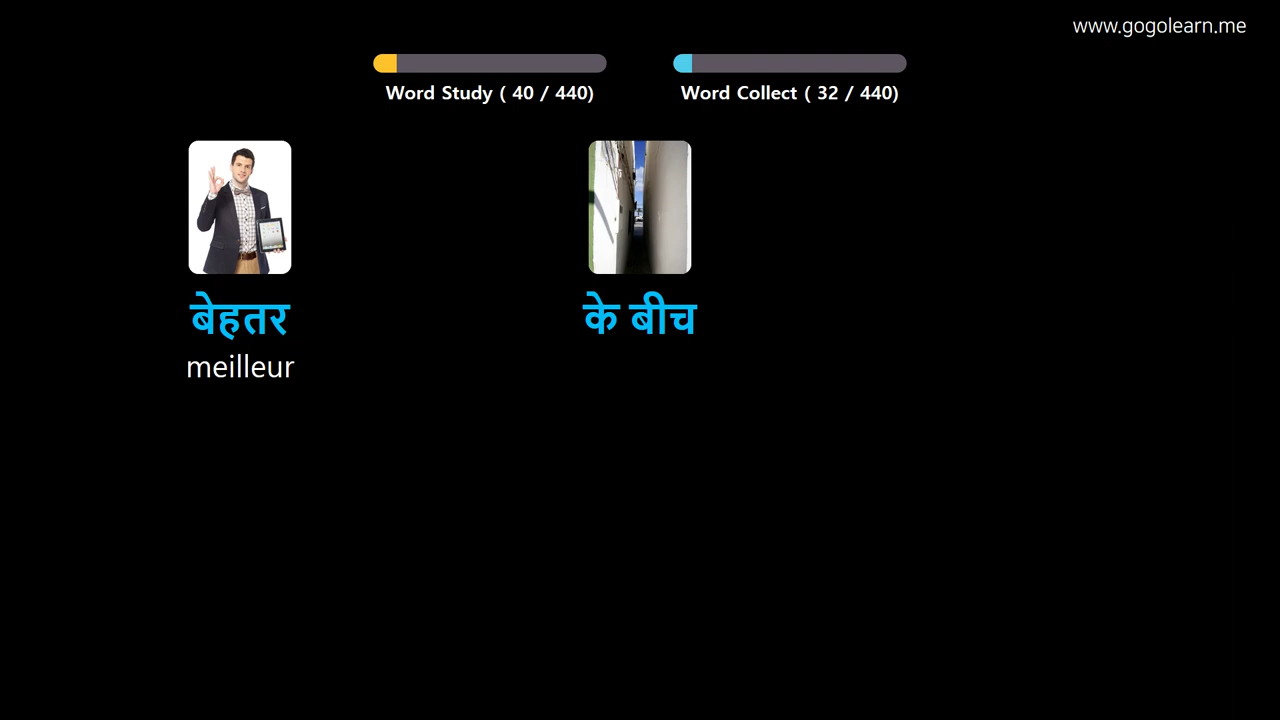 www.gogolearn.me
Word Study ( 40 / 440)
Word Collect ( 32 / 440)
बेहतर
के बीच
meilleur